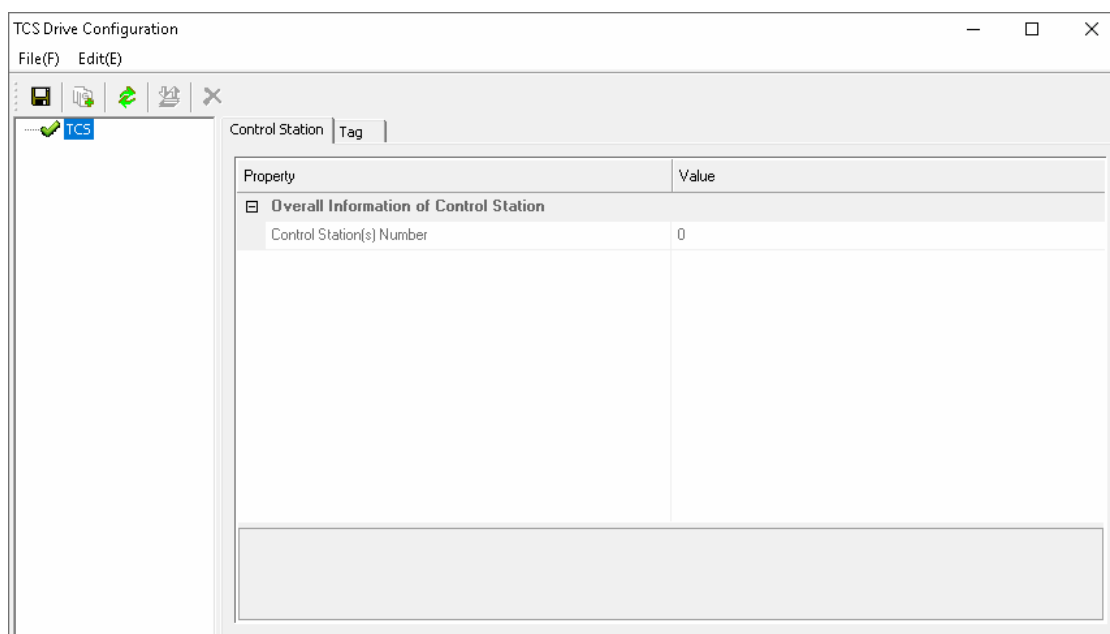 TCS Drive Configuration
File(F) Edit(E)
TCS
Control Station Tag
Property Value
Overall Information of Control Station
Control Station(s) Number 0